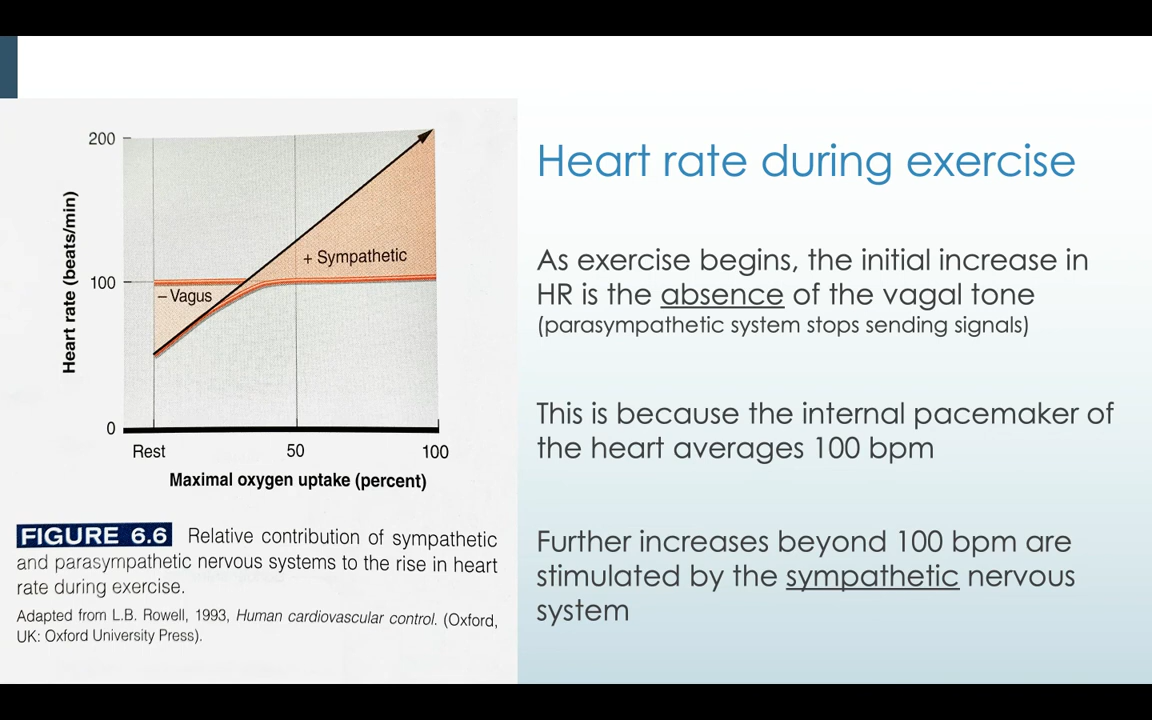 200
100
0
Heart rate (beats/min)
+ Sympathetic
– Vagus
Rest
50
100
Maximal oxygen uptake (percent)
FIGURE 6.6 Relative contribution of sympathetic
and parasympathetic nervous systems to the rise in heart
rate during exercise.
Adapted from L.B. Rowell, 1993, Human cardiovascular control. (Oxford,
UK: Oxford University Press).
Heart rate during exercise
As exercise begins, the initial increase in
HR is the absence of the vagal tone
(parasympathetic system stops sending signals)
This is because the internal pacemaker of
the heart averages 100 bpm
Further increases beyond 100 bpm are
stimulated by the sympathetic nervous
system